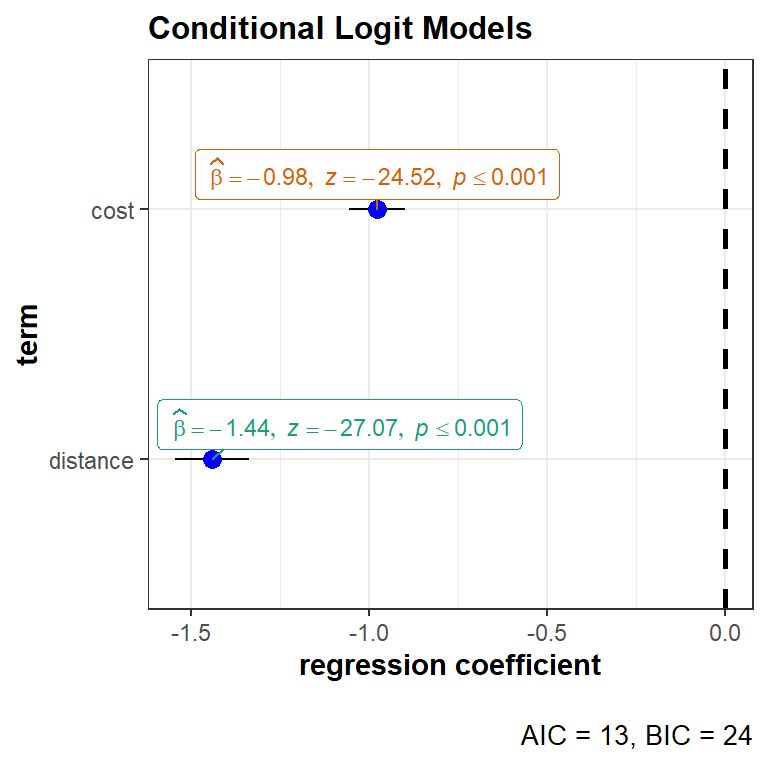 Conditional Logit Models
term
cost
β̂ = −0.98, z = −24.52, p ≤ 0.001
distance
β̂ = −1.44, z = −27.07, p ≤ 0.001
-1.5 -1.0 -0.5 0.0
regression coefficient
AIC = 13, BIC = 24